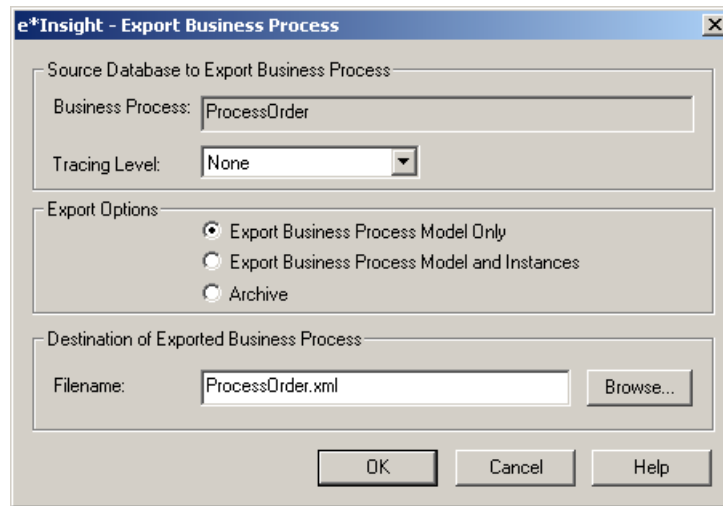 e*Insight - Export Business Process
Source Database to Export Business Process
Business Process: ProcessOrder
Tracing Level: None
Export Options
Export Business Process Model Only
Export Business Process Model and Instances
Archive
Destination of Exported Business Process
Filename: ProcessOrder.xml Browse...
OK Cancel Help